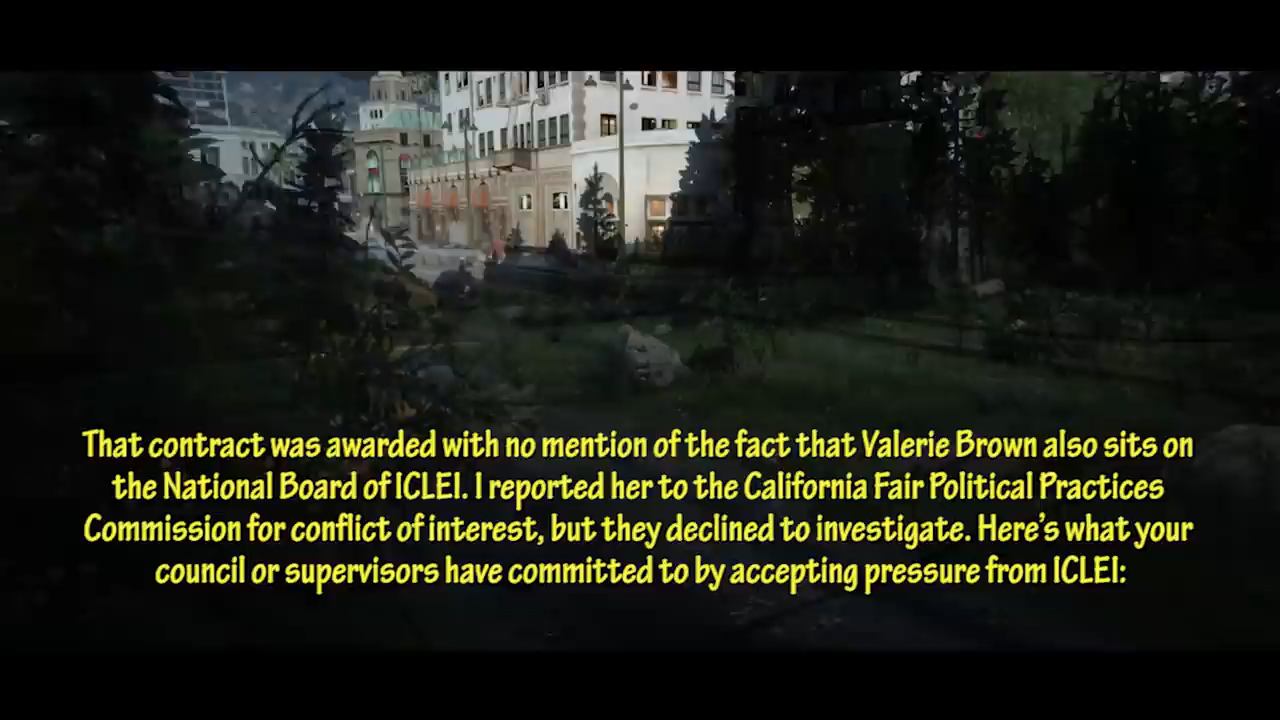 That contract was awarded with no mention of the fact that Valerie Brown also sits on
the National Board of ICLEI. I reported her to the California Fair Political Practices
Commission for conflict of interest, but they declined to investigate. Here's what your
council or supervisors have committed to by accepting pressure from ICLEI: